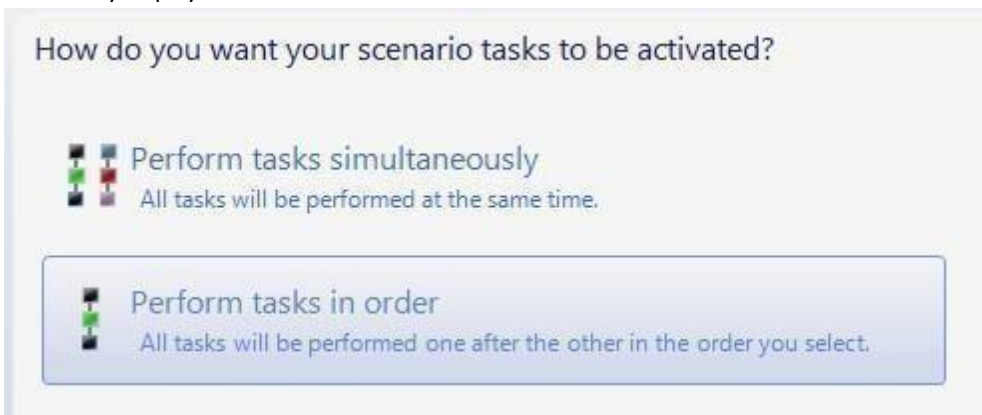 How do you want your scenario tasks to be activated?
Perform tasks simultaneously
All tasks will be performed at the same time.
Perform tasks in order
All tasks will be performed one after the other in the order you select.